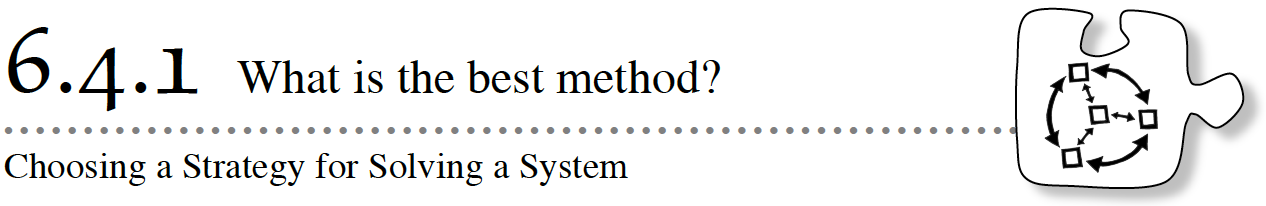 6.4.1 What is the best method?
Choosing a Strategy for Solving a System